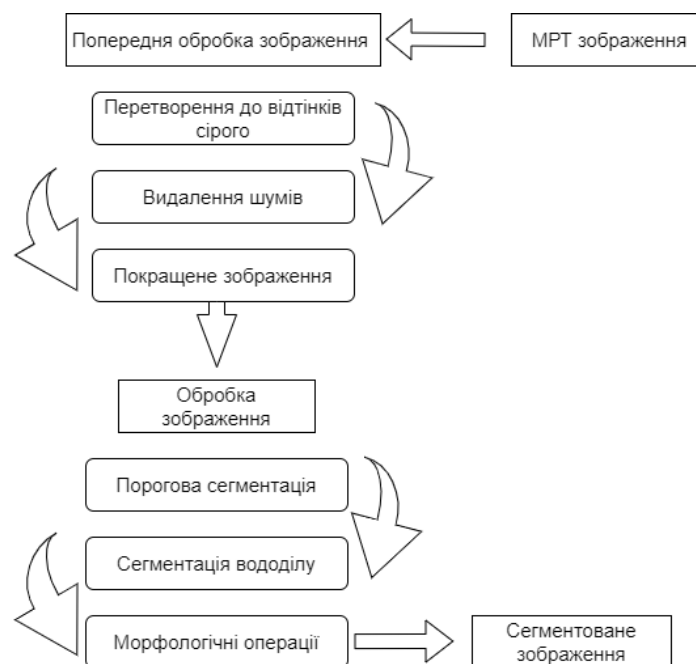 Попередня обробка зображення
МРТ зображення
Перетворення до відтінків
сірого
Видалення шумів
Покращене зображення
Обробка
зображення
Порогова сегментація
Сегментація вододілу
Морфологічні операції
Сегментоване
зображення